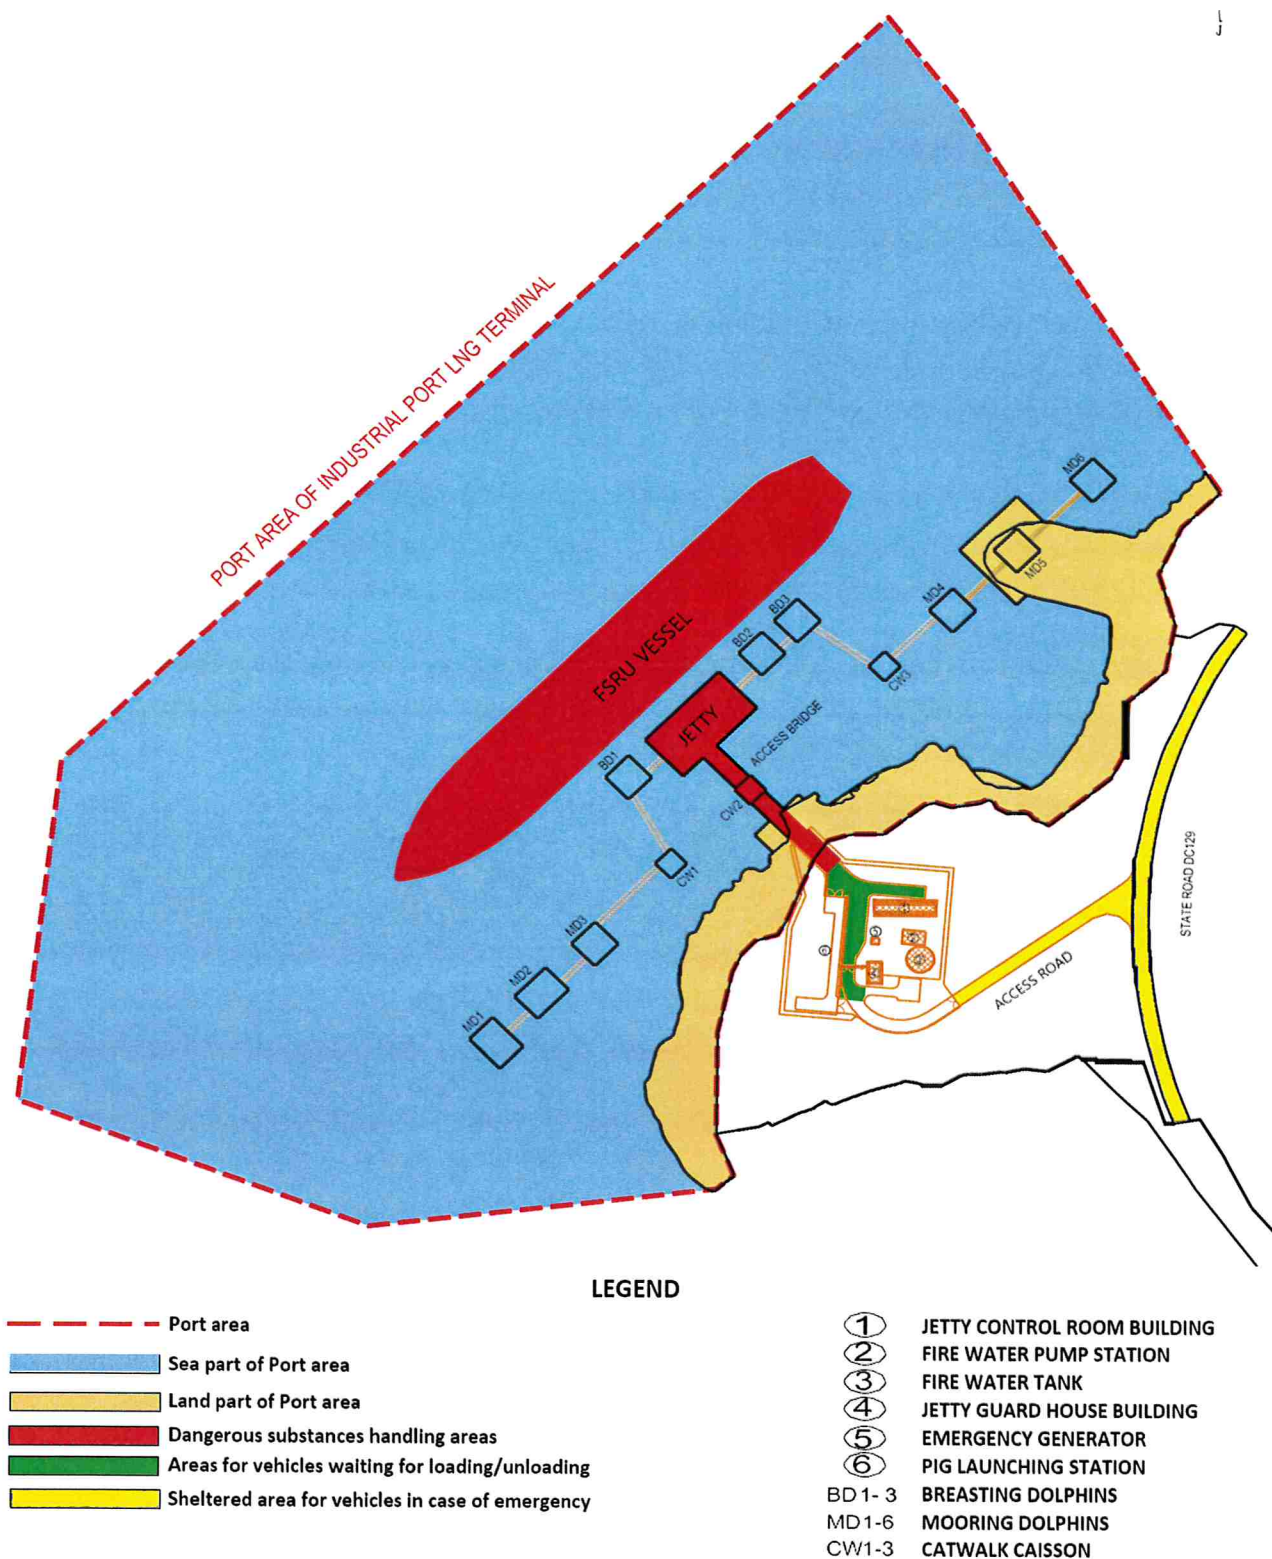 PORT AREA OF INDUSTRIAL PORT LNG TERMINAL
MD6
MD5
MD4
BD3
BD2
CW3
FSRU VESSEL
JETTY
ACCESS BRIDGE
BD1
CW2
CW1
MD3
MD2
MD1
STATE ROAD DC129
ACCESS ROAD
LEGEND
Port area
Sea part of Port area
Land part of Port area
Dangerous substances handling areas
Areas for vehicles waiting for loading/unloading
Sheltered area for vehicles in case of emergency
1 JETTY CONTROL ROOM BUILDING
2 FIRE WATER PUMP STATION
3 FIRE WATER TANK
4 JETTY GUARD HOUSE BUILDING
5 EMERGENCY GENERATOR
6 PIG LAUNCHING STATION
BD1-3 BREASTING DOLPHINS
MD1-6 MOORING DOLPHINS
CW1-3 CATWALK CAISSON